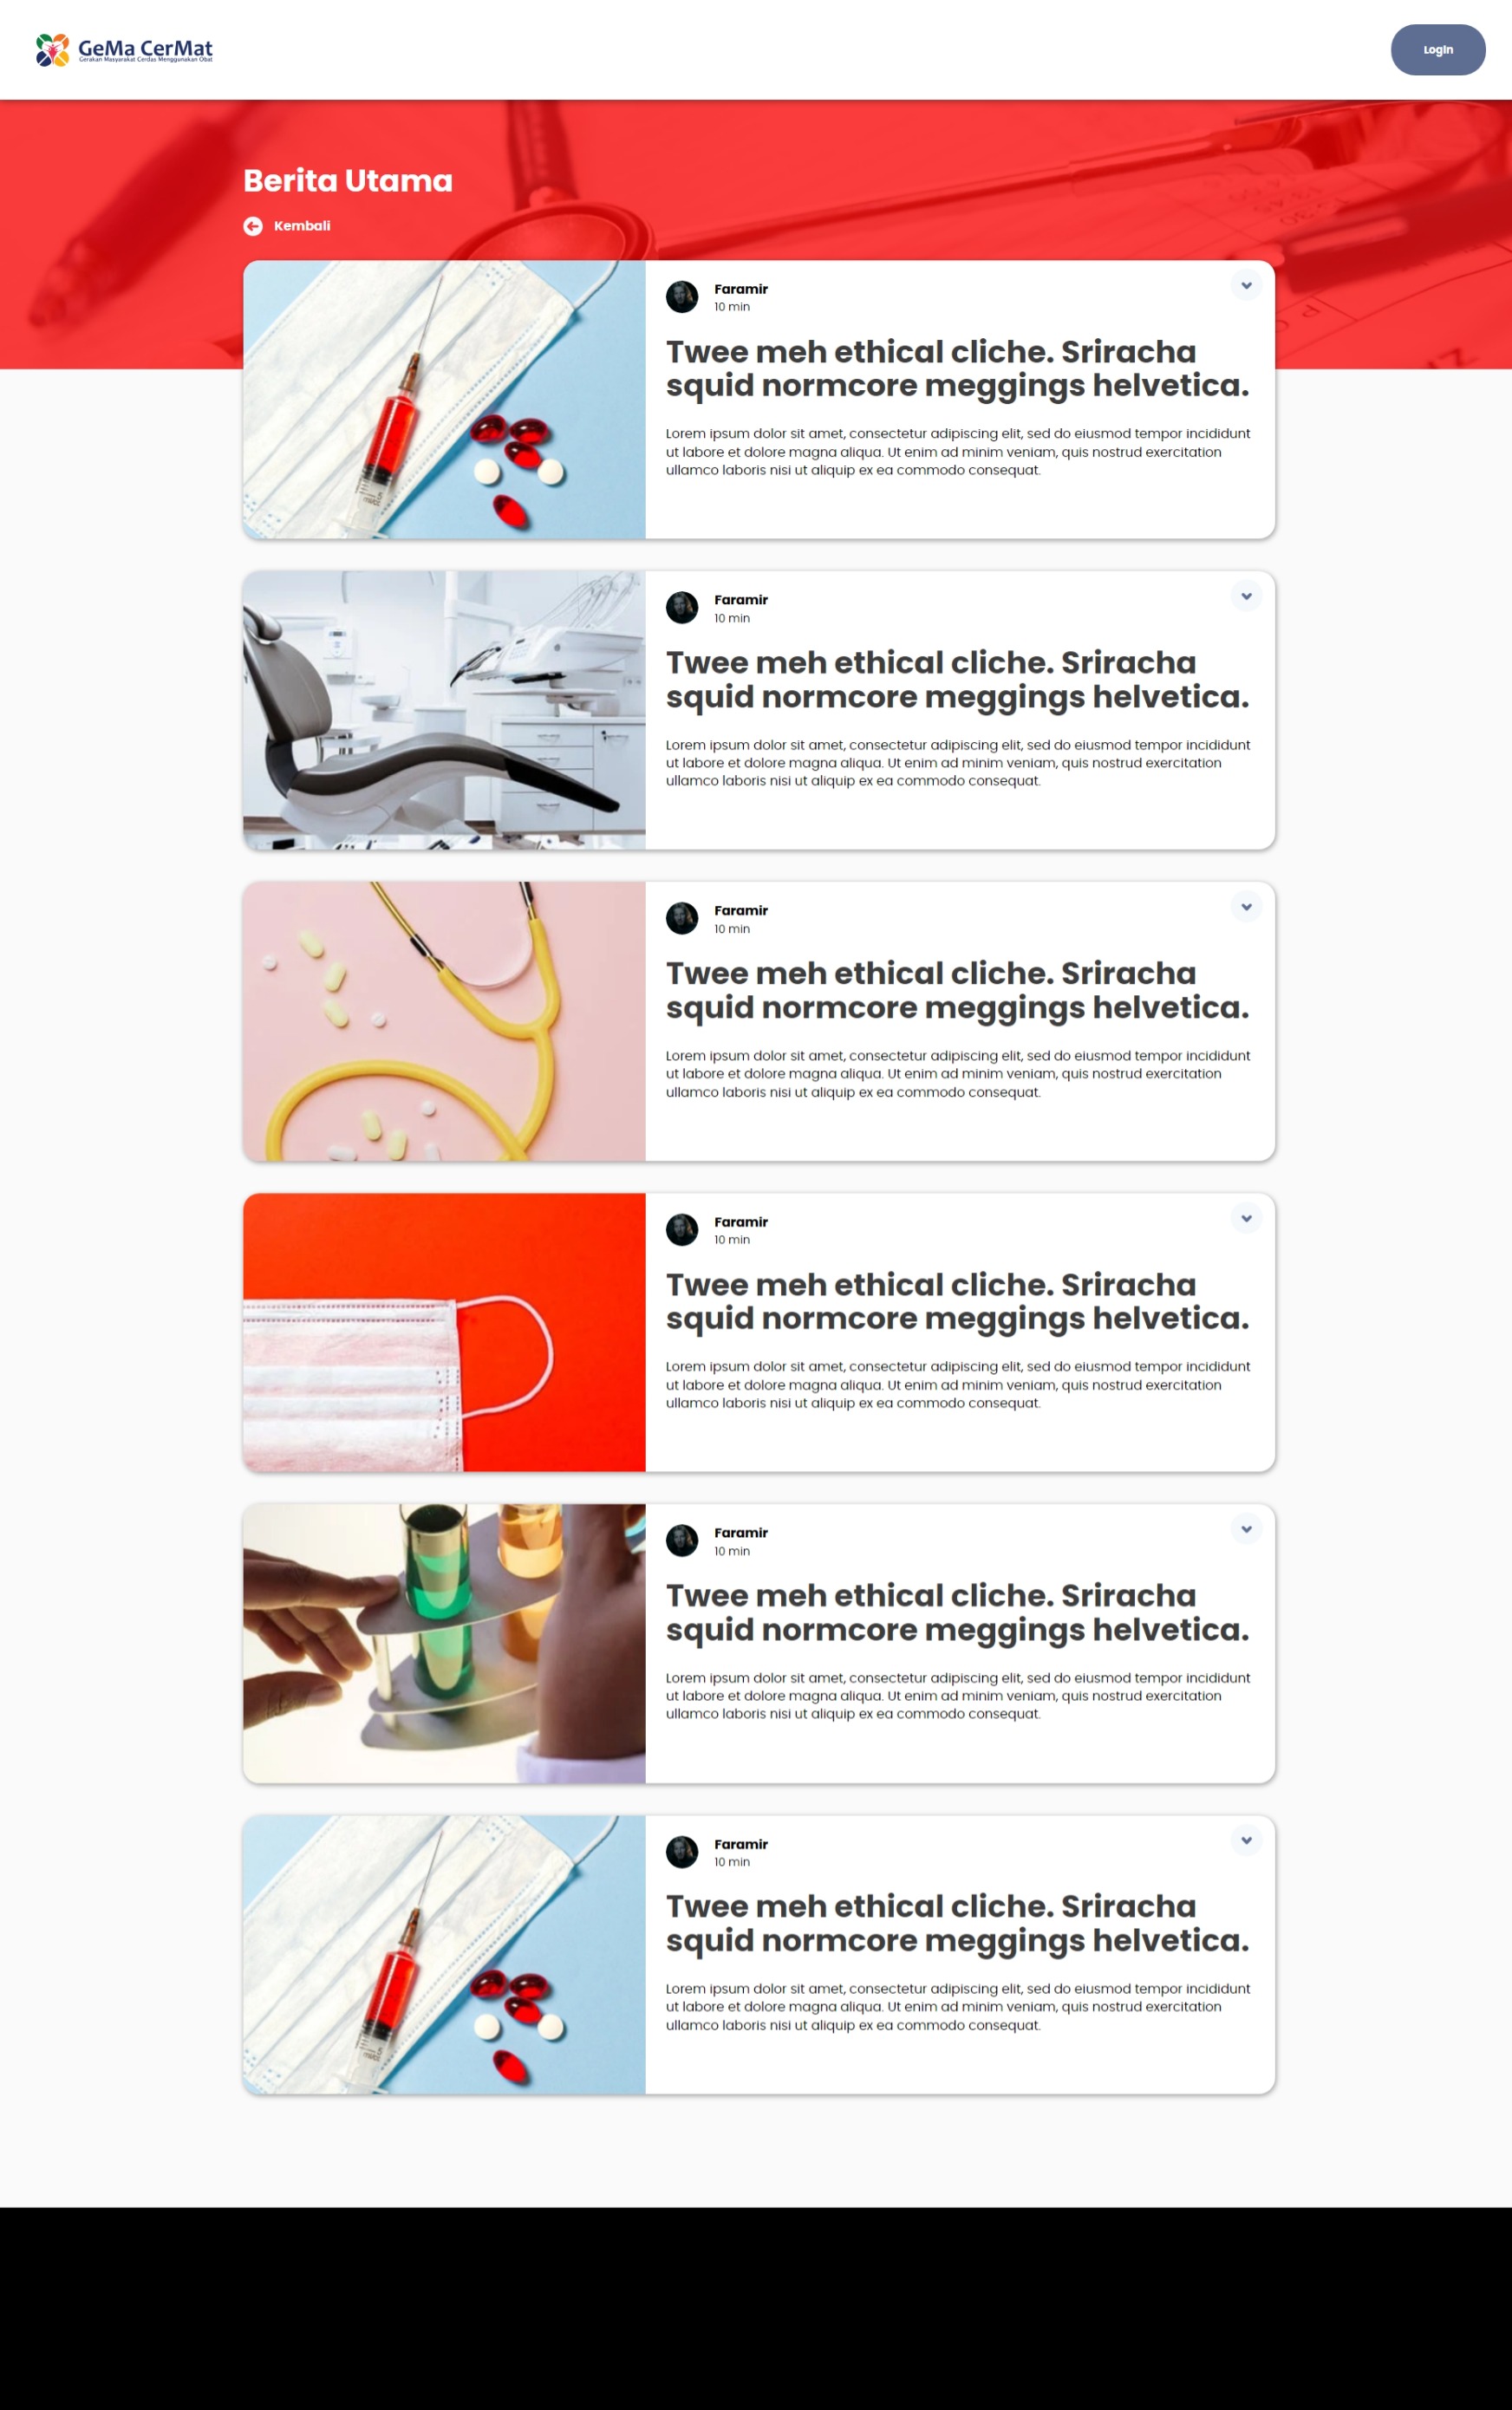 GeMa CerMat
Gerakan Masyarakat Cerdas Menggunakan Obat
Login
Berita Utama
Kembali
Faramir
10 min
Twee meh ethical cliche. Sriracha
squid normcore meggings helvetica.
Lorem ipsum dolor sit amet, consectetur adipiscing elit, sed do eiusmod tempor incididunt
ut labore et dolore magna aliqua. Ut enim ad minim veniam, quis nostrud exercitation
ullamco laboris nisi ut aliquip ex ea commodo consequat.
Faramir
10 min
Twee meh ethical cliche. Sriracha
squid normcore meggings helvetica.
Lorem ipsum dolor sit amet, consectetur adipiscing elit, sed do eiusmod tempor incididunt
ut labore et dolore magna aliqua. Ut enim ad minim veniam, quis nostrud exercitation
ullamco laboris nisi ut aliquip ex ea commodo consequat.
Faramir
10 min
Twee meh ethical cliche. Sriracha
squid normcore meggings helvetica.
Lorem ipsum dolor sit amet, consectetur adipiscing elit, sed do eiusmod tempor incididunt
ut labore et dolore magna aliqua. Ut enim ad minim veniam, quis nostrud exercitation
ullamco laboris nisi ut aliquip ex ea commodo consequat.
Faramir
10 min
Twee meh ethical cliche. Sriracha
squid normcore meggings helvetica.
Lorem ipsum dolor sit amet, consectetur adipiscing elit, sed do eiusmod tempor incididunt
ut labore et dolore magna aliqua. Ut enim ad minim veniam, quis nostrud exercitation
ullamco laboris nisi ut aliquip ex ea commodo consequat.
Faramir
10 min
Twee meh ethical cliche. Sriracha
squid normcore meggings helvetica.
Lorem ipsum dolor sit amet, consectetur adipiscing elit, sed do eiusmod tempor incididunt
ut labore et dolore magna aliqua. Ut enim ad minim veniam, quis nostrud exercitation
ullamco laboris nisi ut aliquip ex ea commodo consequat.
Faramir
10 min
Twee meh ethical cliche. Sriracha
squid normcore meggings helvetica.
Lorem ipsum dolor sit amet, consectetur adipiscing elit, sed do eiusmod tempor incididunt
ut labore et dolore magna aliqua. Ut enim ad minim veniam, quis nostrud exercitation
ullamco laboris nisi ut aliquip ex ea commodo consequat.